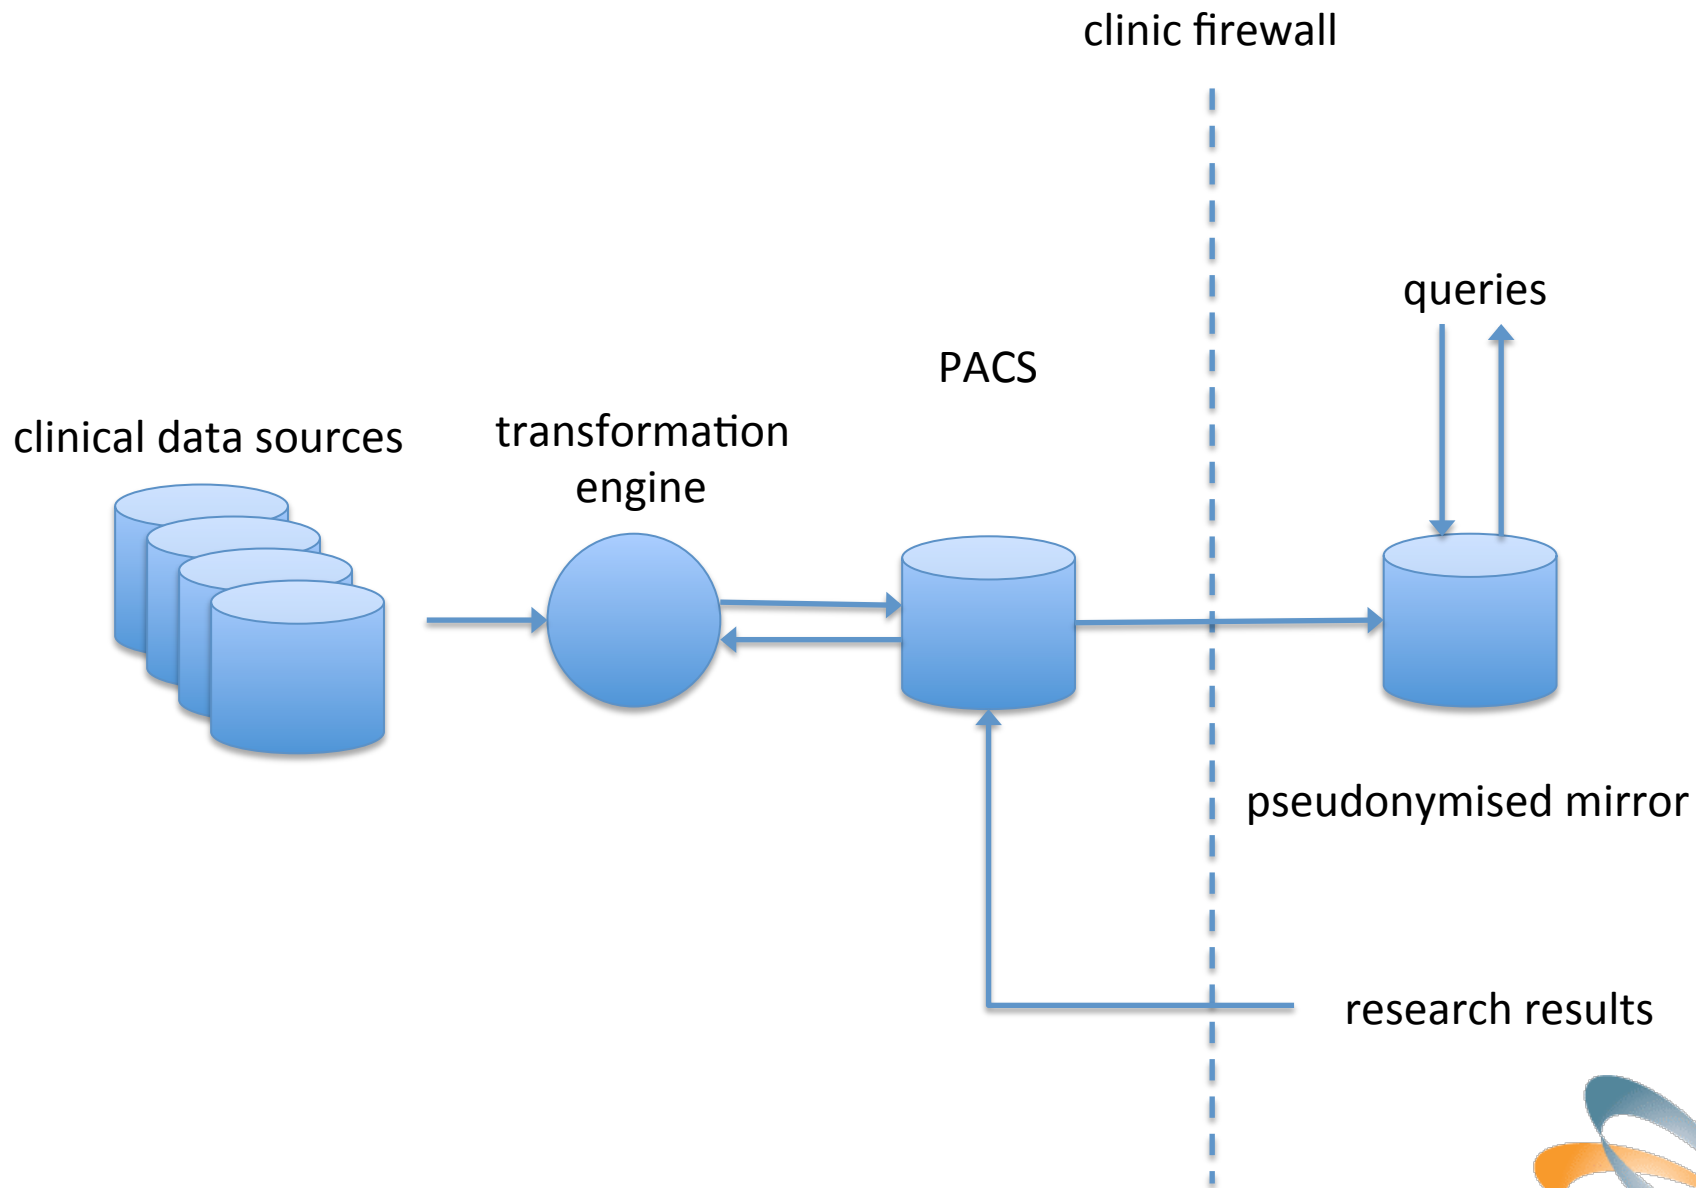 clinic firewall
queries
PACS
clinical data sources
transformation
engine
pseudonymised mirror
research results